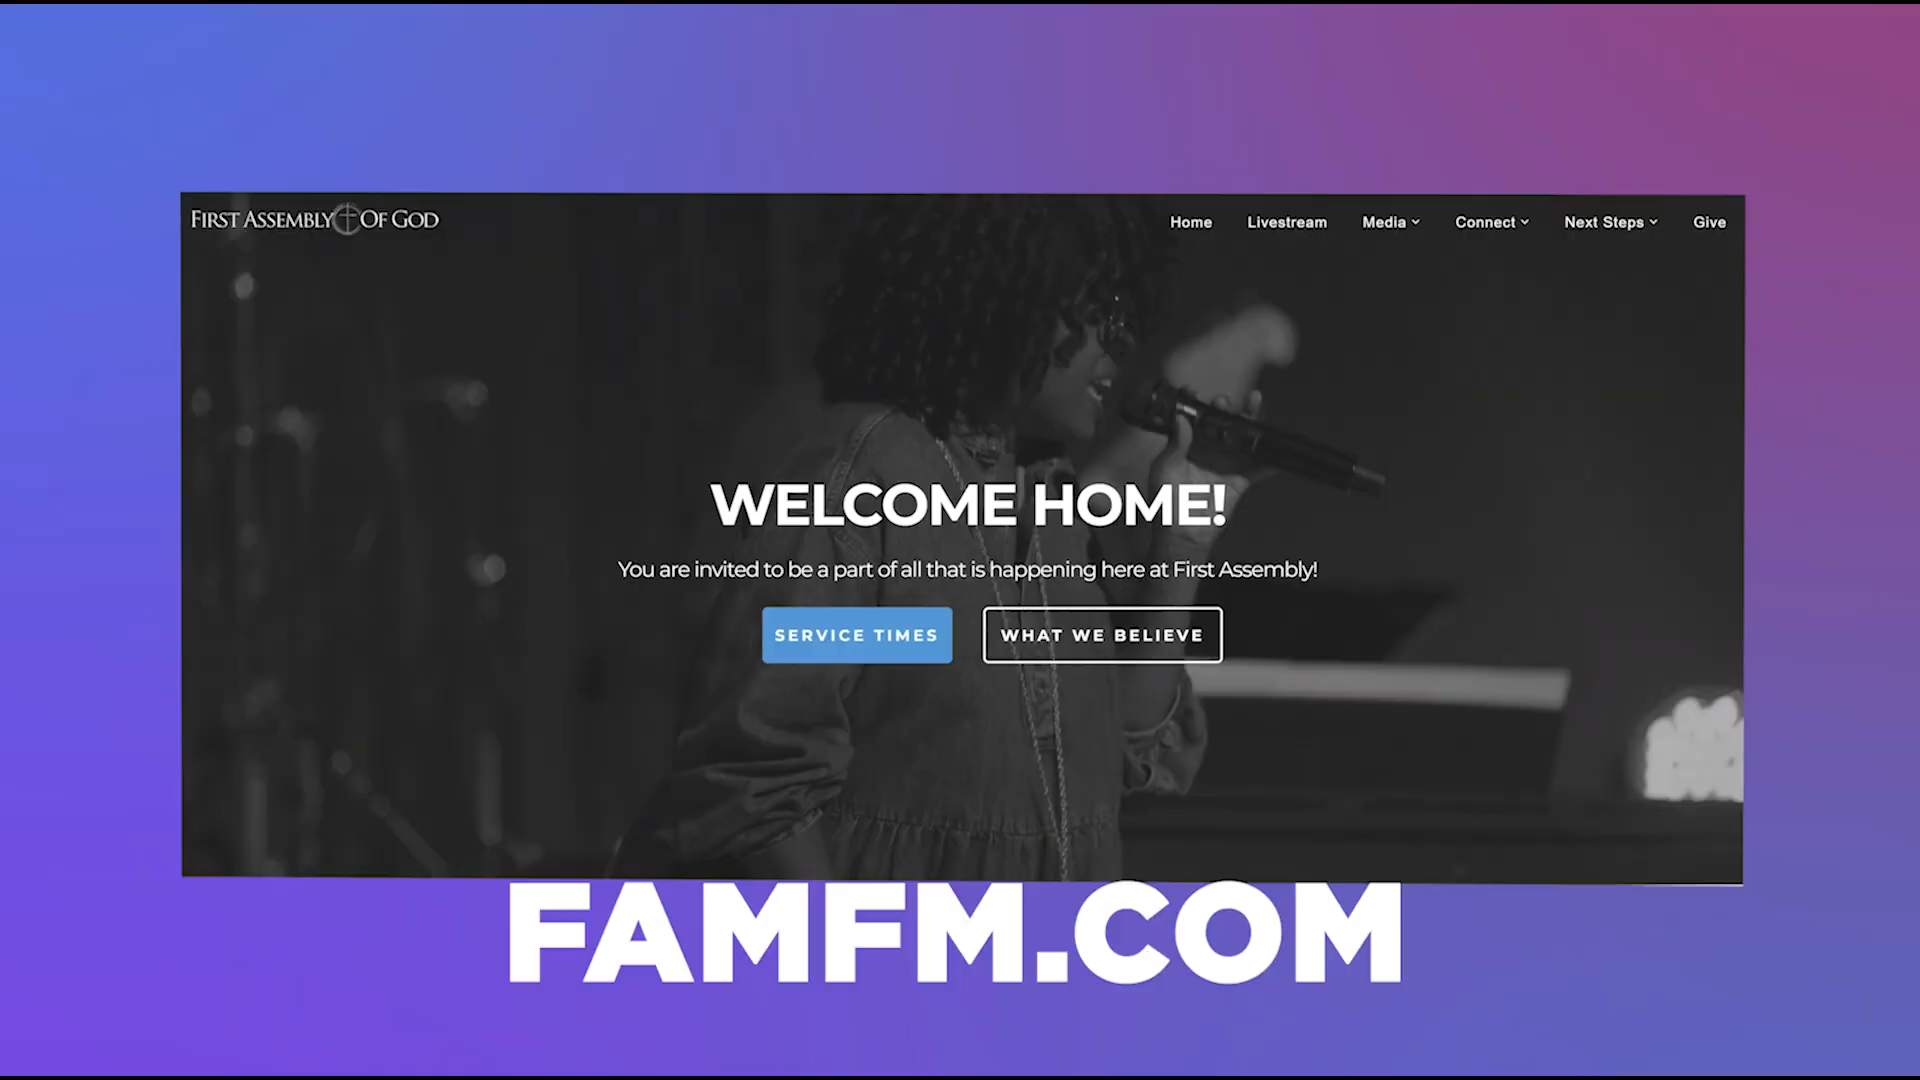 FIRST ASSEMBLY OF GOD
Home Livestream Media Connect Next Steps Give
WELCOME HOME!
You are invited to be a part of all that is happening here at First Assembly!
SERVICE TIMES WHAT WE BELIEVE
FAMFM.COM